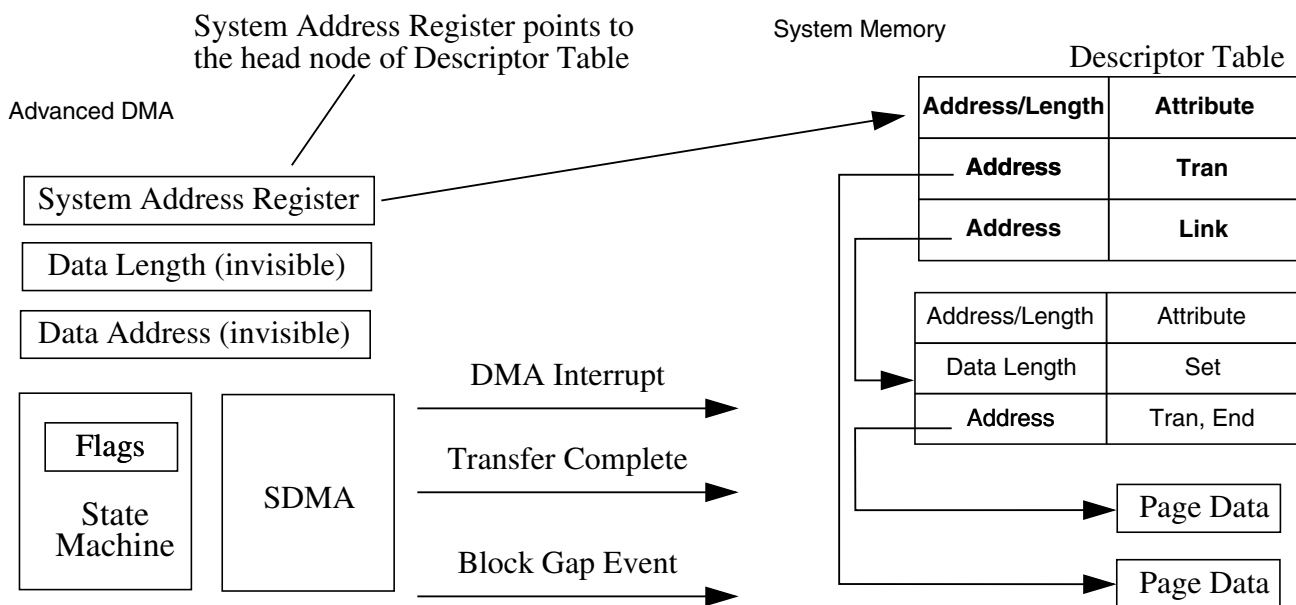 System Address Register points to
the head node of Descriptor Table
System Memory
Descriptor Table
Advanced DMA
Address/Length Attribute
Address Tran
Address Link
System Address Register
Data Length (invisible)
Data Address (invisible)
Address/Length Attribute
Data Length Set
Address Tran, End
Flags
State
Machine
SDMA
DMA Interrupt
Transfer Complete
Block Gap Event
Page Data
Page Data